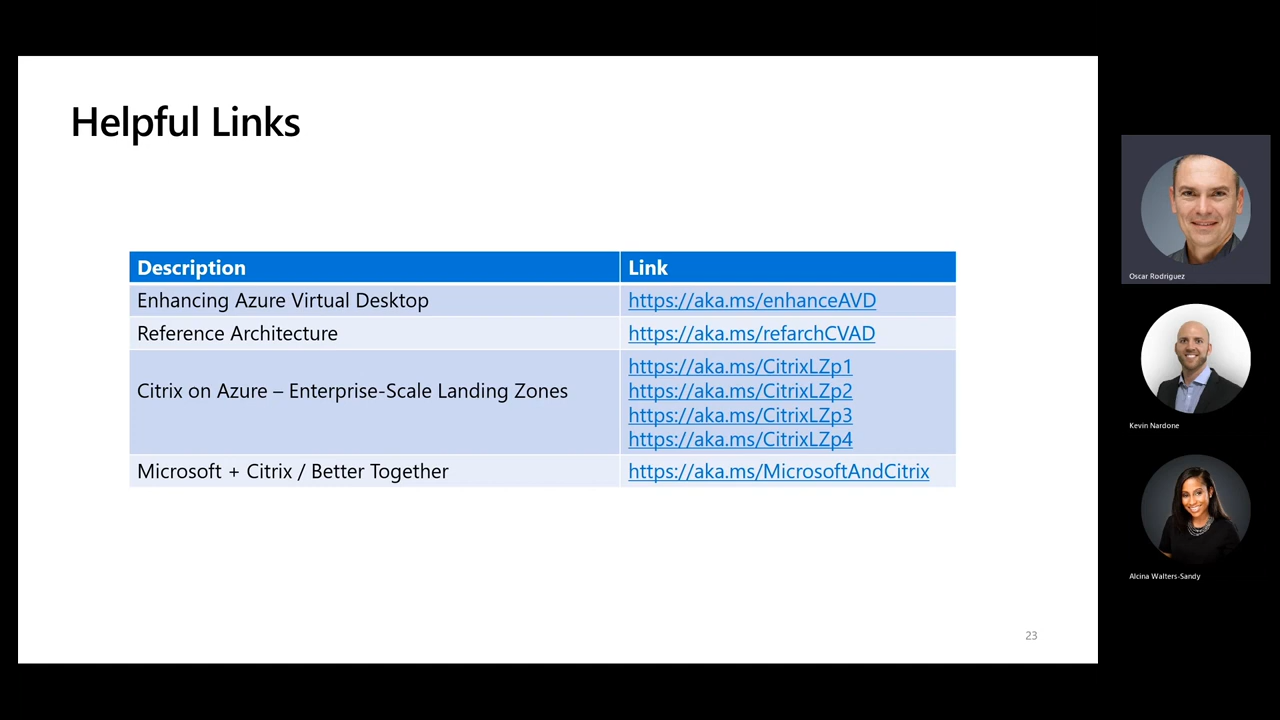 Helpful Links
Description Link
Enhancing Azure Virtual Desktop https://aka.ms/enhanceAVD
Reference Architecture https://aka.ms/refarchCVAD
Citrix on Azure – Enterprise-Scale Landing Zones
https://aka.ms/CitrixLZp1
https://aka.ms/CitrixLZp2
https://aka.ms/CitrixLZp3
https://aka.ms/CitrixLZp4
Microsoft + Citrix / Better Together https://aka.ms/MicrosoftAndCitrix
23
Oscar Rodriguez
Kevin Nardone
Alcina Walters-Sandy